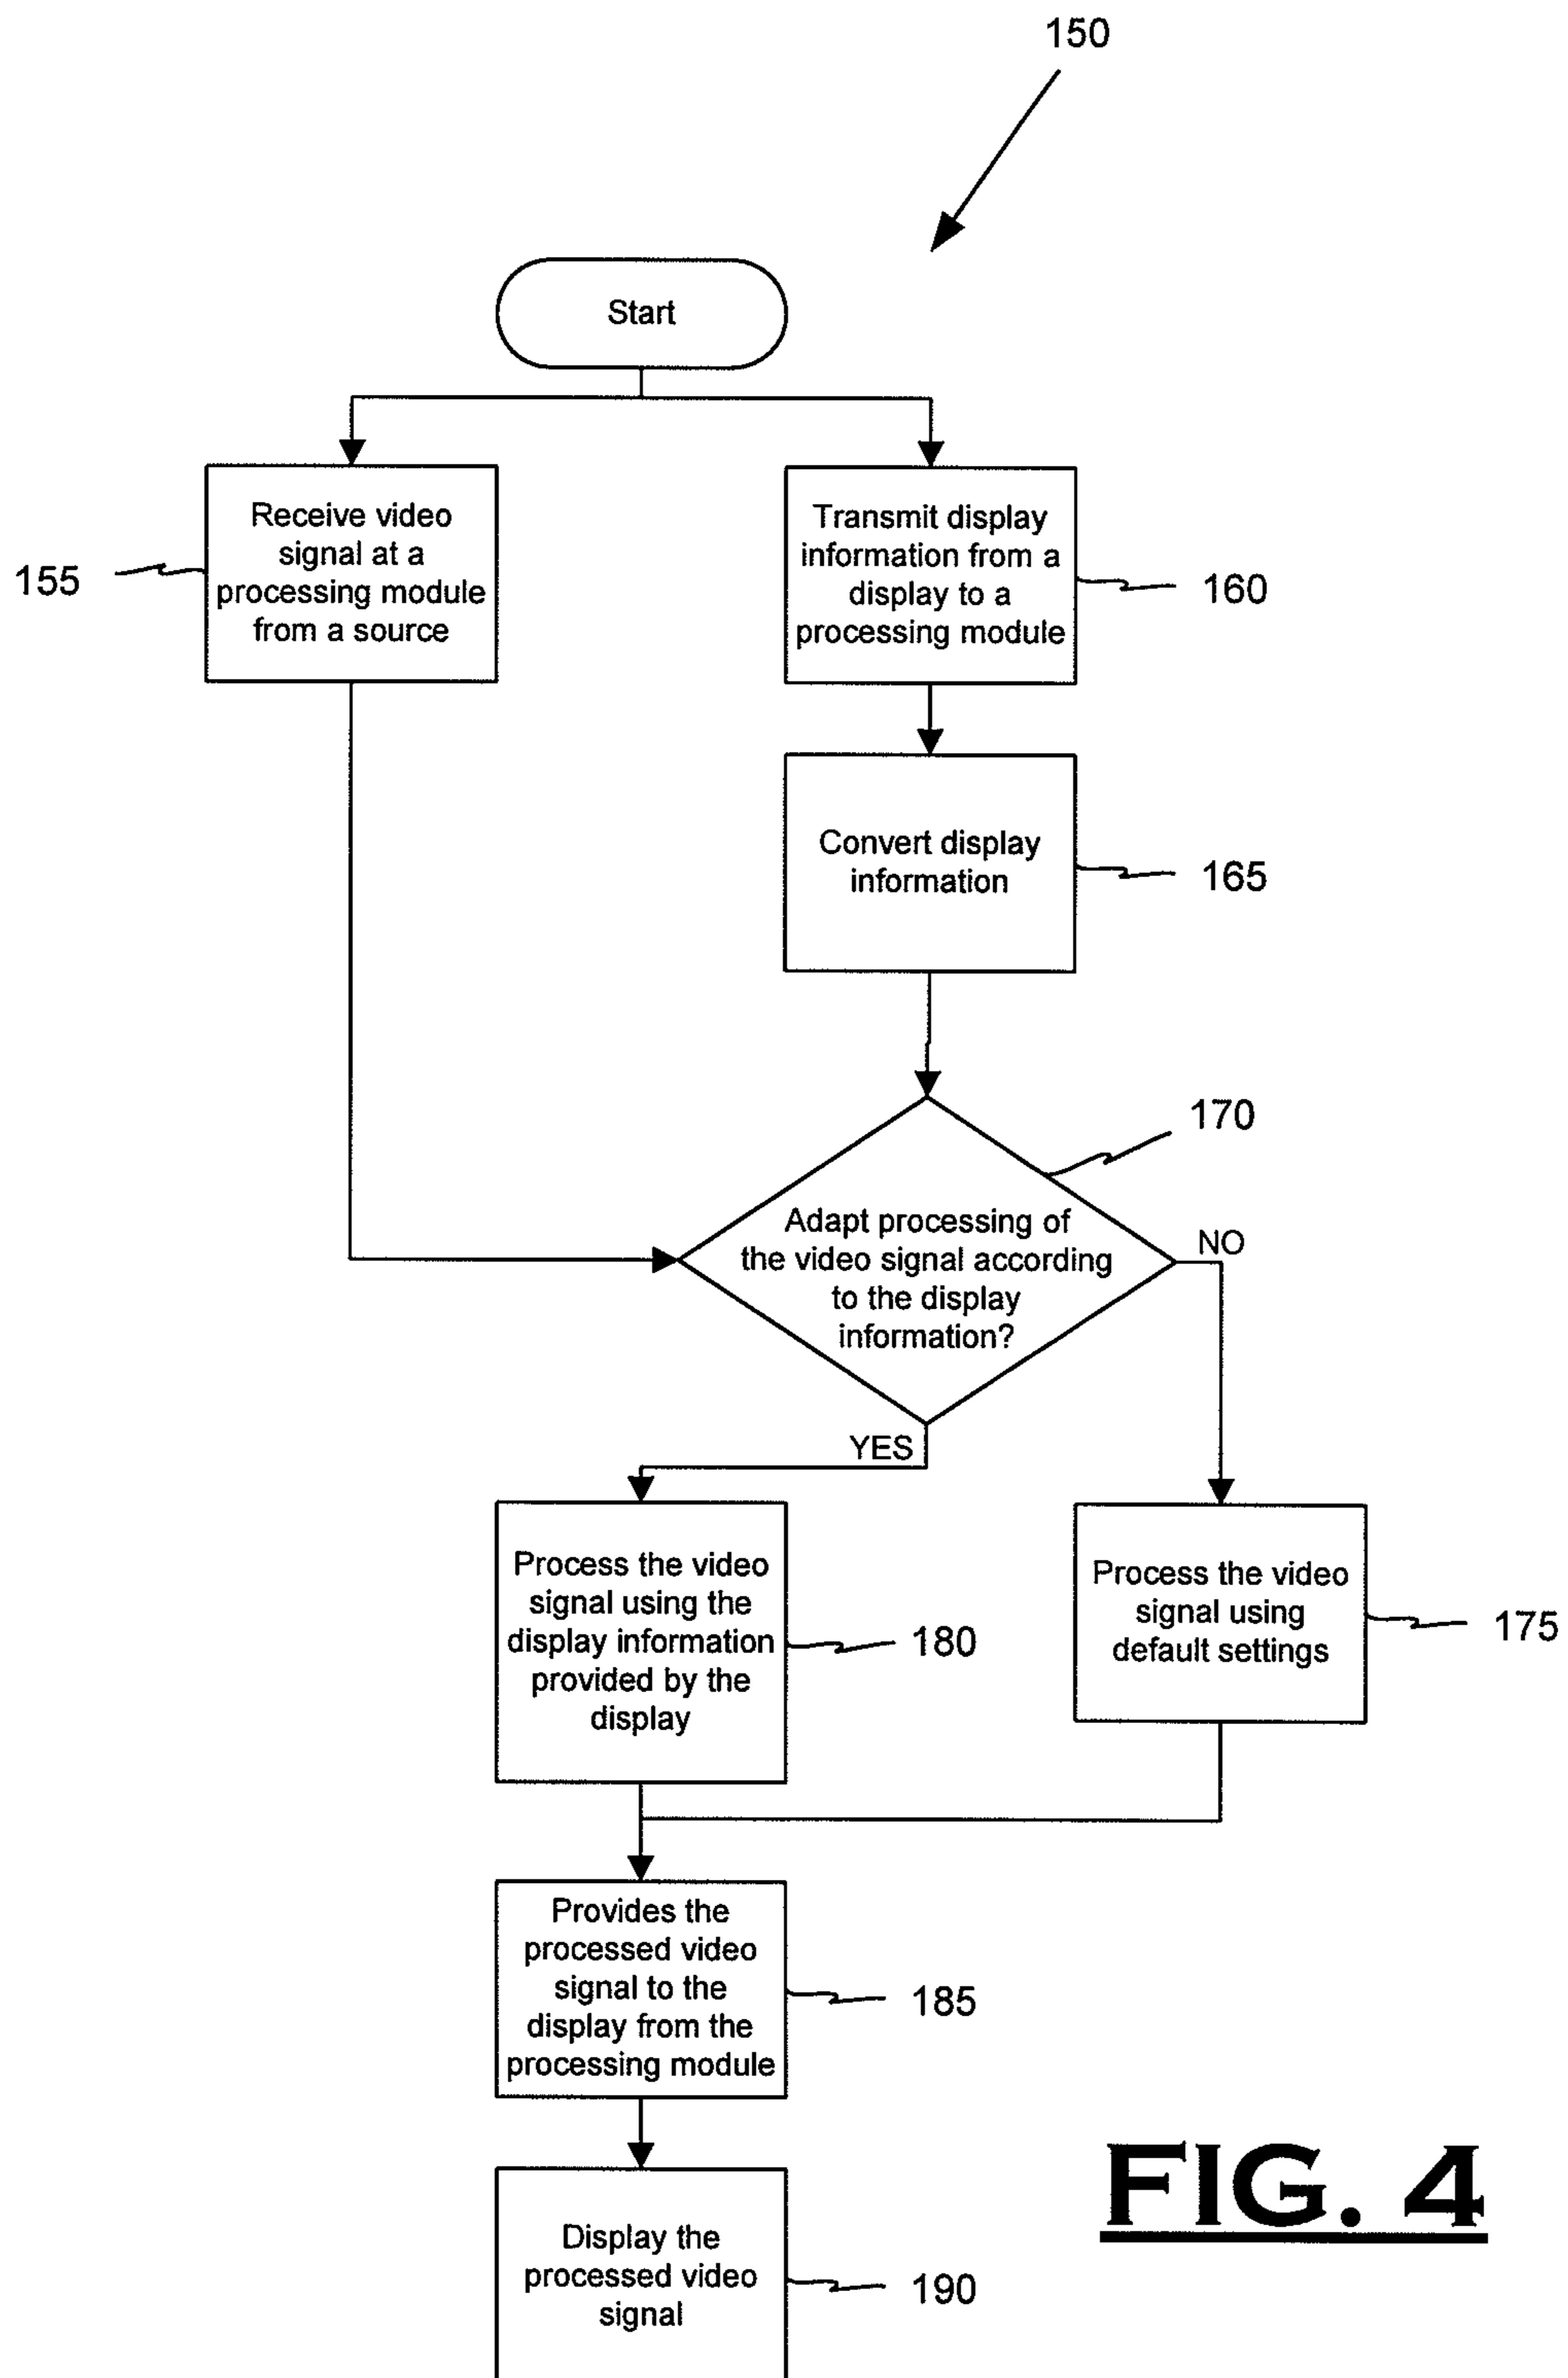 150
Start
Receive video
signal at a
processing module
from a source
155
Transmit display
information from a
display to a
processing module
160
Convert display
information
165
170
Adapt processing of
the video signal according
to the display
information?
NO
YES
Process the video
signal using the
display information
provided by the
display
180
Process the video
signal using
default settings
175
Provides the
processed video
signal to the
display from the
processing module
185
Display the
processed video
signal
190
FIG. 4